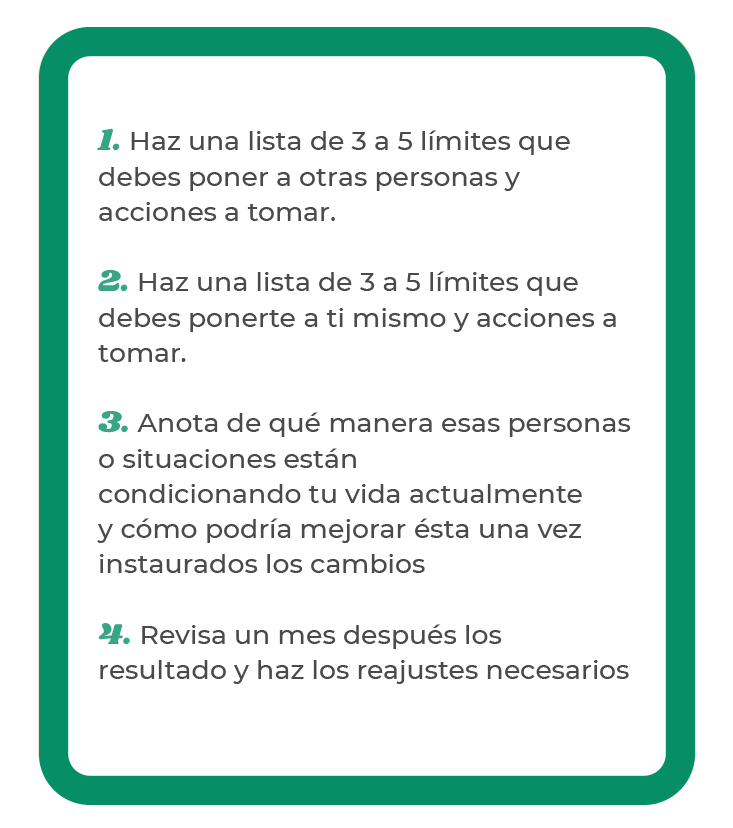 1. Haz una lista de 3 a 5 límites que
debes poner a otras personas y
acciones a tomar.
2. Haz una lista de 3 a 5 límites que
debes ponerte a ti mismo y acciones a
tomar.
3. Anota de qué manera esas personas
o situaciones están
condicionando tu vida actualmente
y cómo podría mejorar ésta una vez
instaurados los cambios
4. Revisa un mes después los
resultado y haz los reajustes necesarios